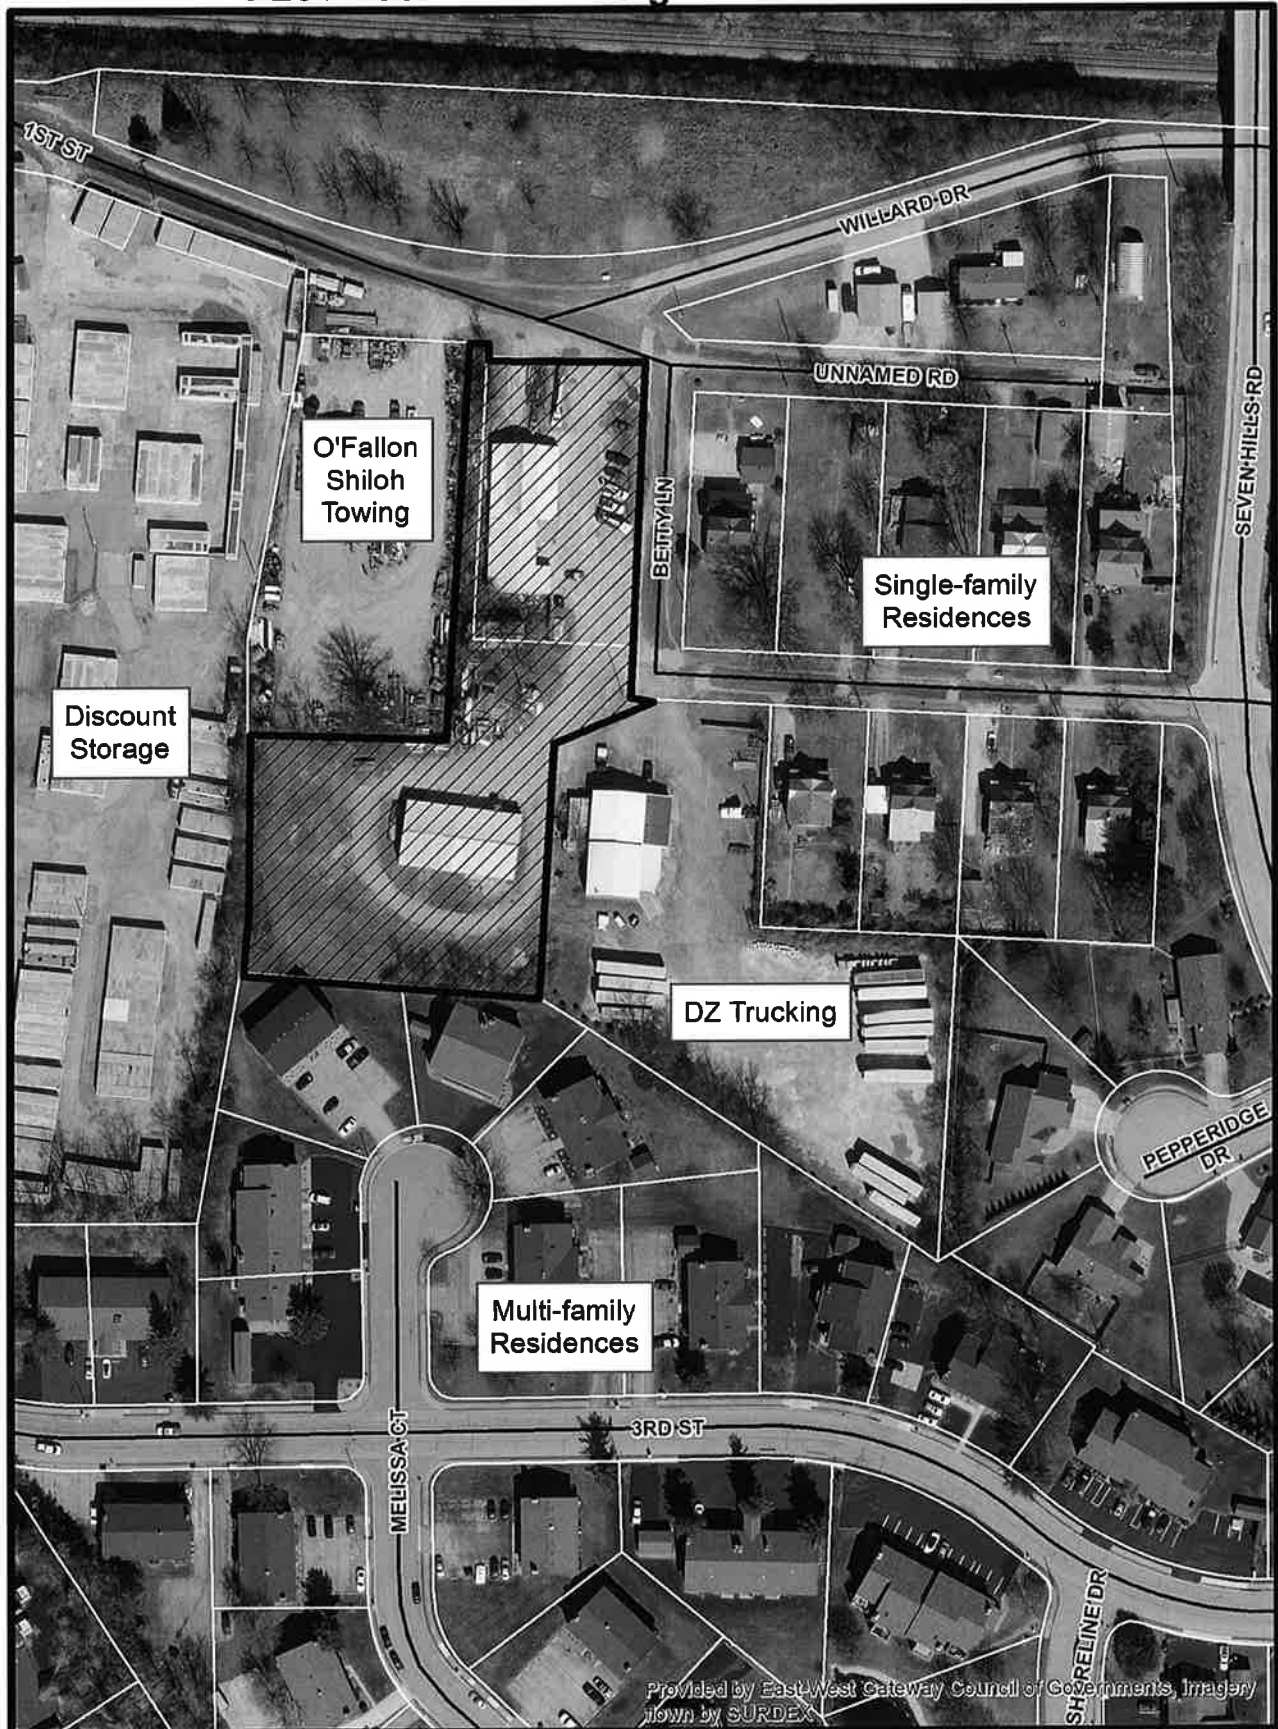 1ST ST
WILLARD DR
UNNAMED RD
SEVEN HILLS RD
O'Fallon
Shiloh
Towing
BETTY LN
Single-family
Residences
Discount
Storage
DZ Trucking
PEPPERIDGE
DR
Multi-family
Residences
3RD ST
MELISSA CT
SHORELINE DR
Provided by East-West Gateway Council of Governments, Imagery
flown by SURDEX